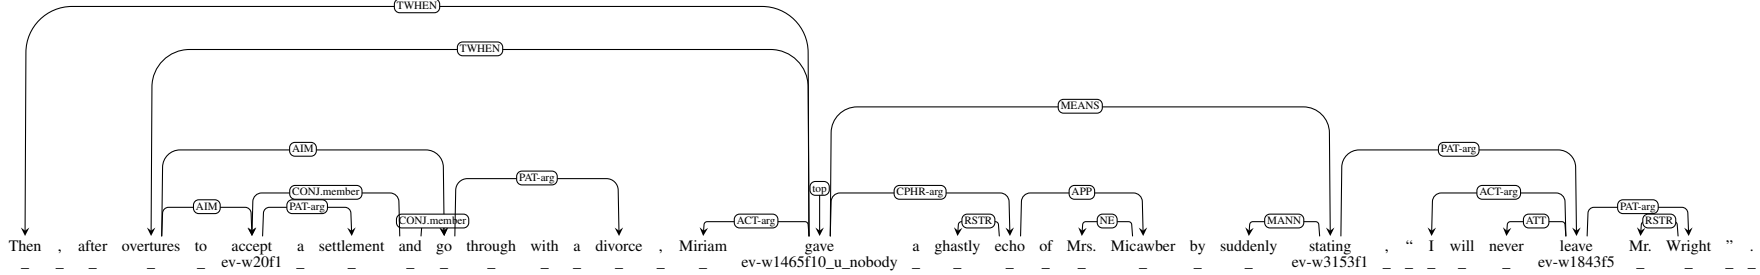 TWHEN
TWHEN
MEANS
AIM PAT-arg
PAT-arg
CONJ.member top CPHR-arg APP ACT-arg
AIM PAT-arg PAT-arg
CONJ.member ACT-arg RSTR NE MANN ATT RSTR
Then , after overtures to accept a settlement and go through with a divorce , Miriam gave a ghastly echo of Mrs. Micawber by suddenly stating , “ I will never leave Mr. Wright ” .
_ _ _ _ _ ev-w20f1 _ _ _ _ _ _ _ _ _ _ ev-w1465f10_u_nobody _ _ _ _ _ _ _ _ ev-w3153f1 _ _ _ _ _ ev-w1843f5 _ _ _ _